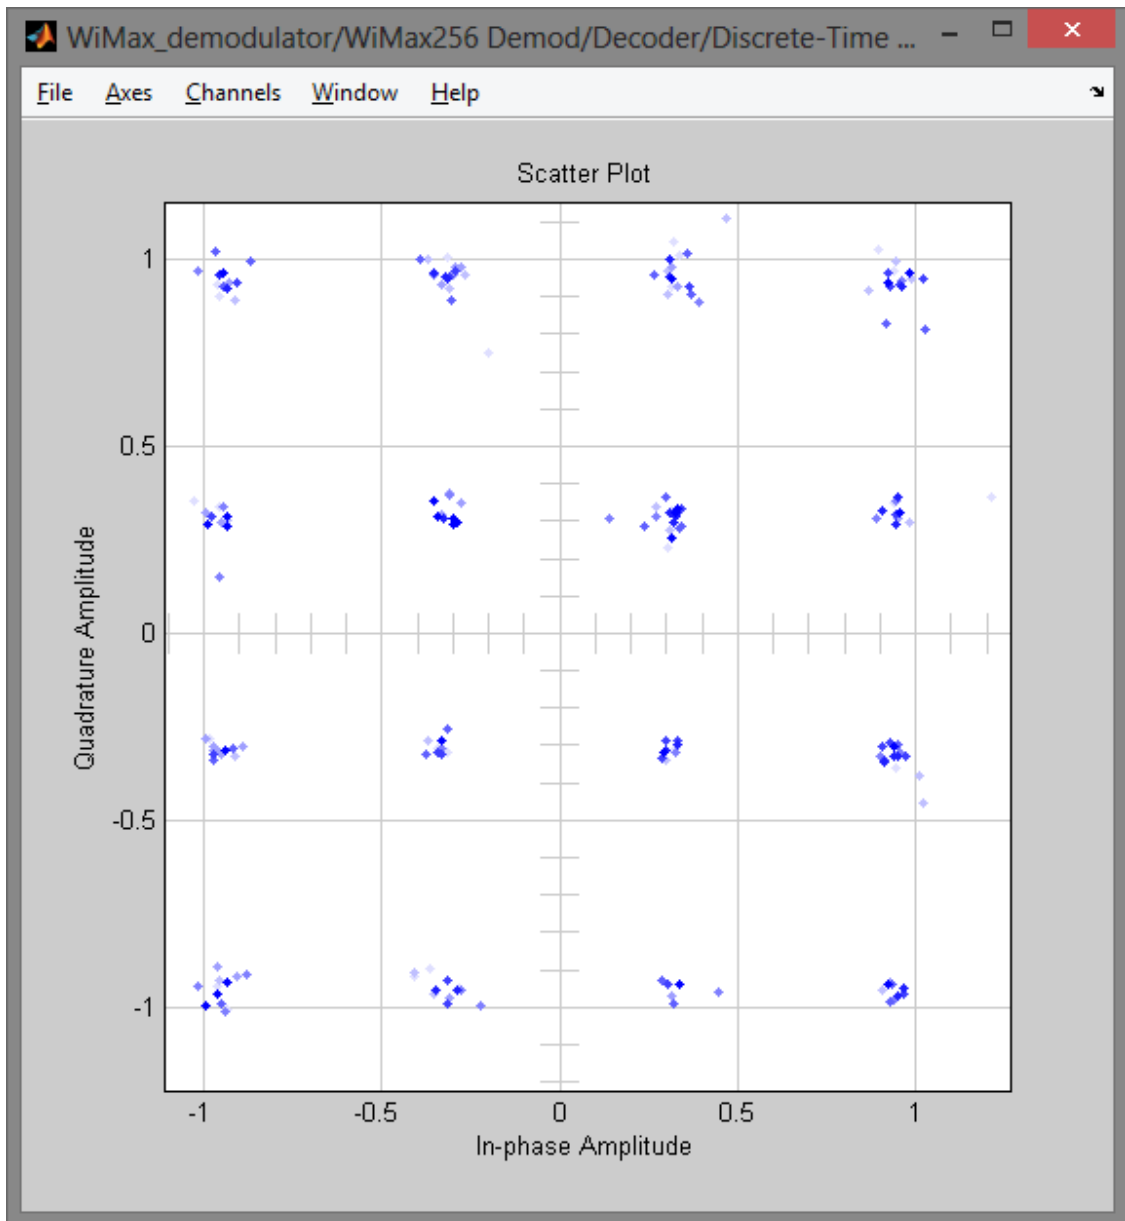 WiMax_demodulator/WiMax256 Demod/Decoder/Discrete-Time ...
File Axes Channels Window Help
Scatter Plot
1
0.5
0
-0.5
-1
Quadrature Amplitude
-1 -0.5 0 0.5 1
In-phase Amplitude